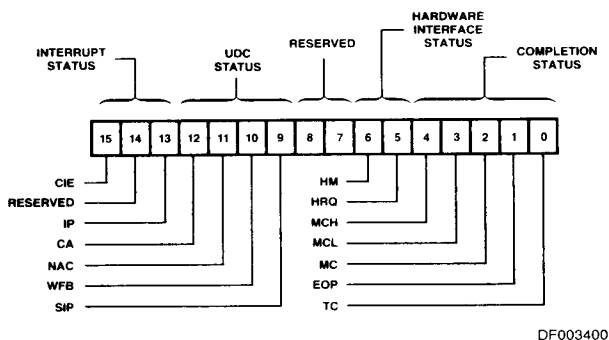 INTERRUPT
STATUS
UDC
STATUS
RESERVED
HARDWARE
INTERFACE
STATUS
COMPLETION
STATUS
15 14 13 12 11 10 9 8 7 6 5 4 3 2 1 0
CIE
RESERVED
IP
CA
NAC
WFB
SIP
HM
HRQ
MCH
MCL
MC
EOP
TC
DF003400